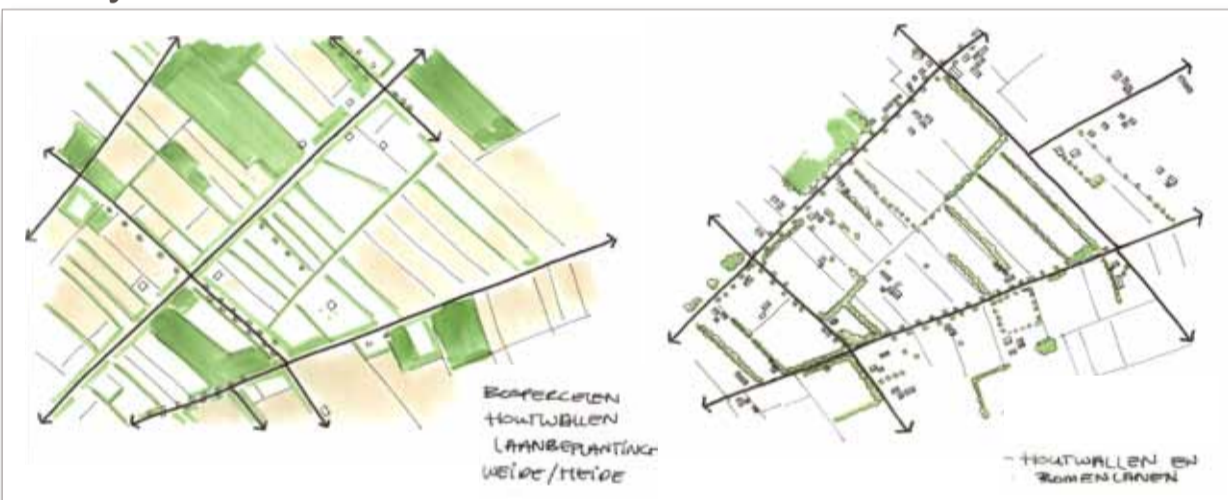 BOSPERCELEN
HOUTWALLEN
LAANBEPLANTING
WEIDE/HEIDE
HOUTWALLEN EN
BOMENLANEN